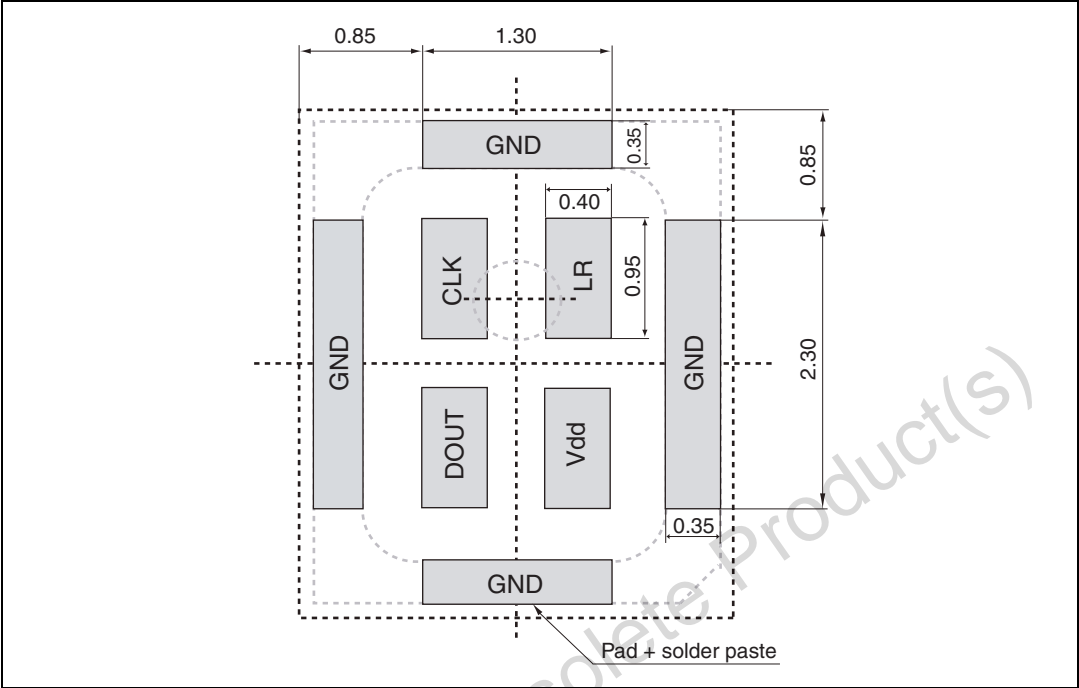 0.85 1.30
GND
0.35
0.85
0.40
CLK
LR
0.95
GND
GND
2.30
DOUT
Vdd
0.35
GND
Pad + solder paste
solete Product(s)